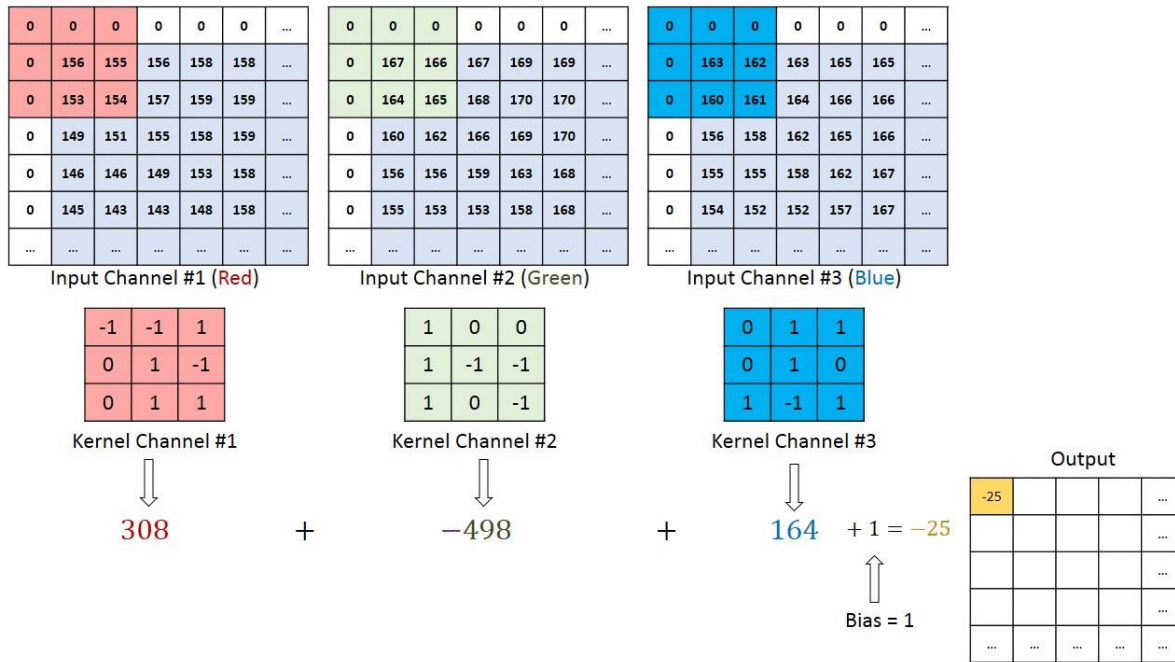 0 0 0 0 0 0 ...
0 156 155 156 158 158 ...
0 153 154 157 159 159 ...
0 149 151 155 158 159 ...
0 146 146 149 153 158 ...
0 145 143 143 148 158 ...
... ... ... ... ... ... ...
Input Channel #1 (Red)
0 0 0 0 0 0 ...
0 167 166 167 169 169 ...
0 164 165 168 170 170 ...
0 160 162 166 169 170 ...
0 156 156 159 163 168 ...
0 155 153 153 158 168 ...
... ... ... ... ... ... ...
Input Channel #2 (Green)
0 0 0 0 0 0 ...
0 163 162 163 165 165 ...
0 160 161 164 166 166 ...
0 156 158 162 165 166 ...
0 155 155 158 162 167 ...
0 154 152 152 157 167 ...
... ... ... ... ... ... ...
Input Channel #3 (Blue)
-1 -1 1
0 1 -1
0 1 1
Kernel Channel #1
1 0 0
1 -1 -1
1 0 -1
Kernel Channel #2
0 1 1
0 1 0
1 -1 1
Kernel Channel #3
308 + −498 + 164 + 1 = −25
Bias = 1
Output
-25 ...
...
...
...
... ... ... ... ...